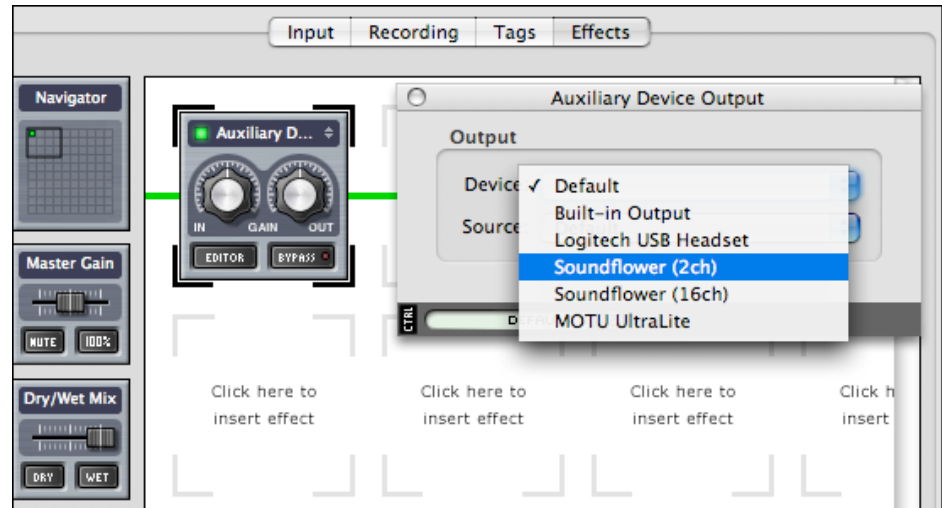 Input Recording Tags Effects
Navigator
Auxiliary D...
IN GAIN OUT
EDITOR BYPASS
Master Gain
MUTE 100%
Dry/Wet Mix
DRY WET
Auxiliary Device Output
Output
Device ✓ Default
Built-in Output
Source
Logitech USB Headset
Soundflower (2ch)
Soundflower (16ch)
MOTU UltraLite
CTRL
Click here to
insert effect
Click here to
insert effect
Click here to
insert effect
Click h
insert